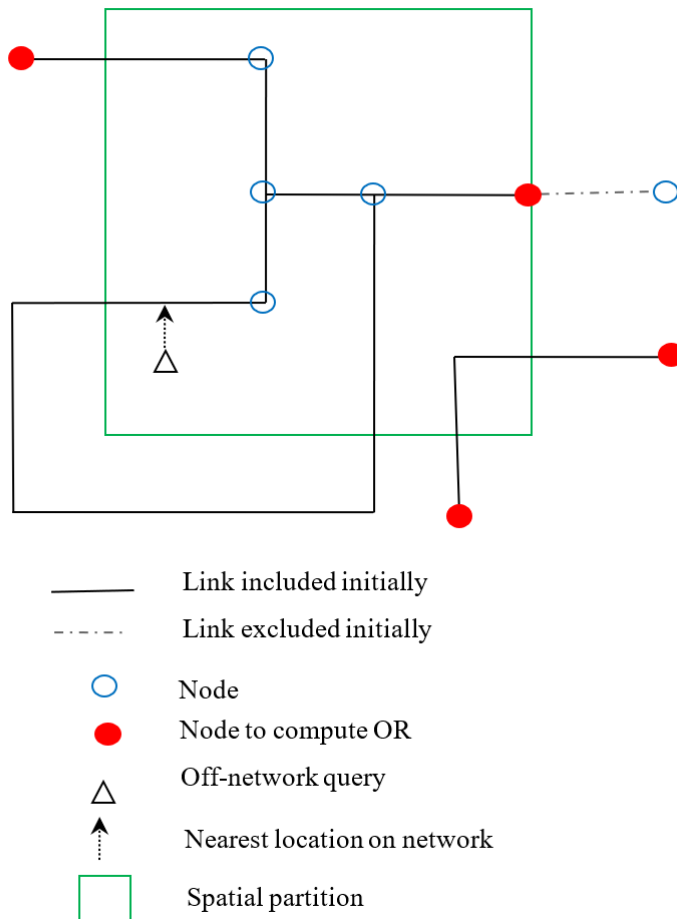 Link included initially
Link excluded initially
Node
Node to compute OR
Off-network query
Nearest location on network
Spatial partition